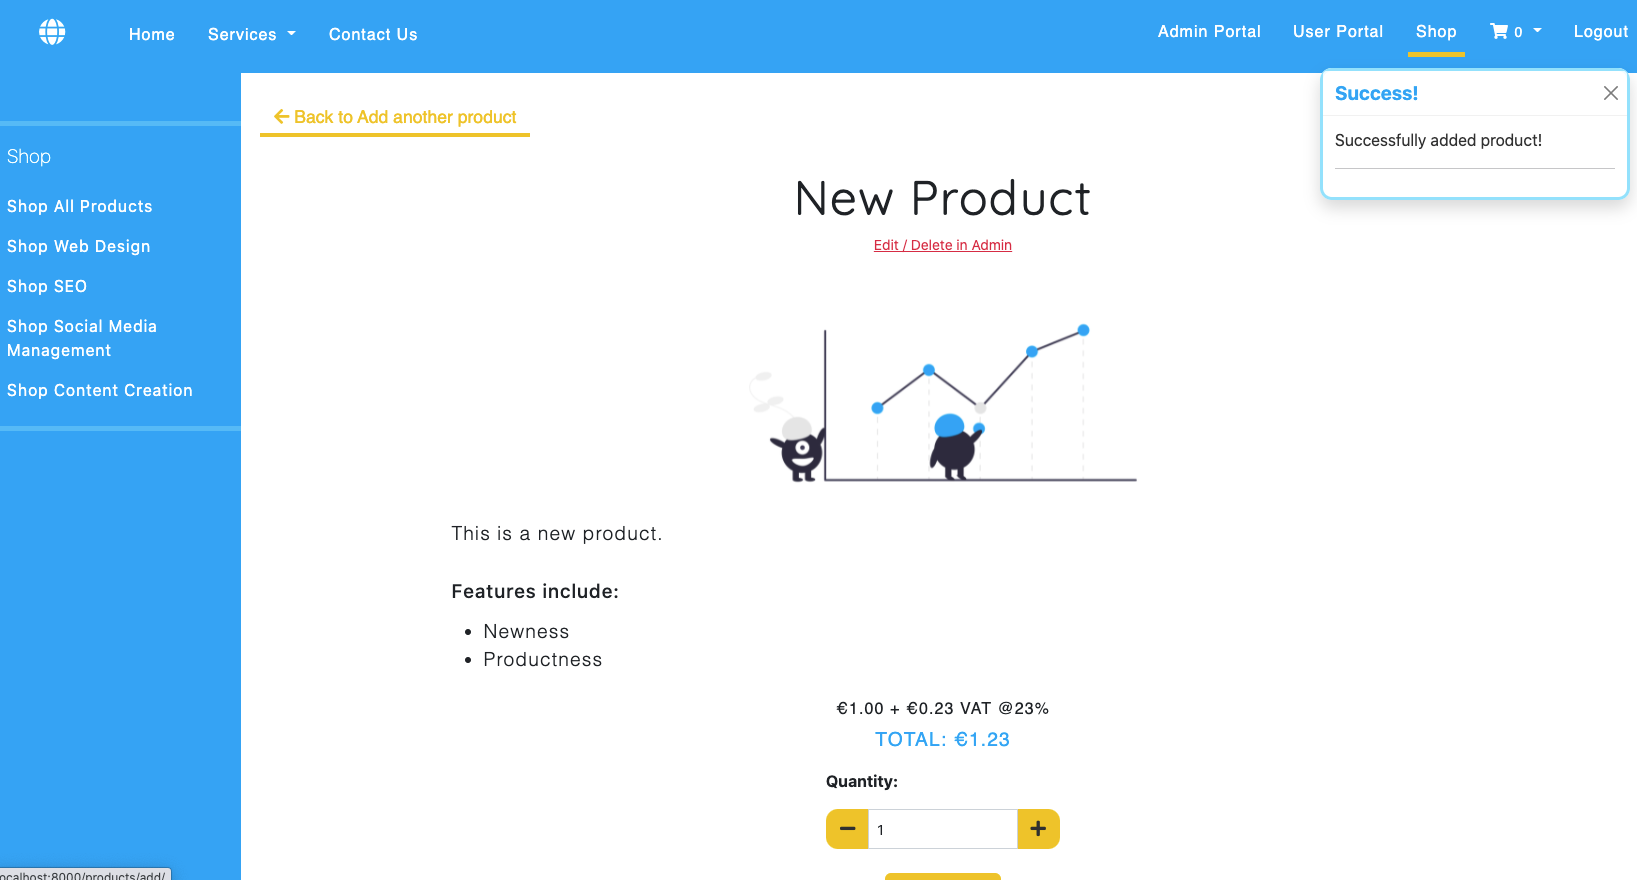 Home
Services
Contact Us
Admin Portal
User Portal
Shop
0
Logout
Success!
Successfully added product!
Shop
Shop All Products
Shop Web Design
Shop SEO
Shop Social Media
Management
Shop Content Creation
Back to Add another product
New Product
Edit / Delete in Admin
This is a new product.
Features include:
• Newness
• Productness
€1.00 + €0.23 VAT @23%
TOTAL: €1.23
Quantity:
1
ocalhost:8000/products/add/